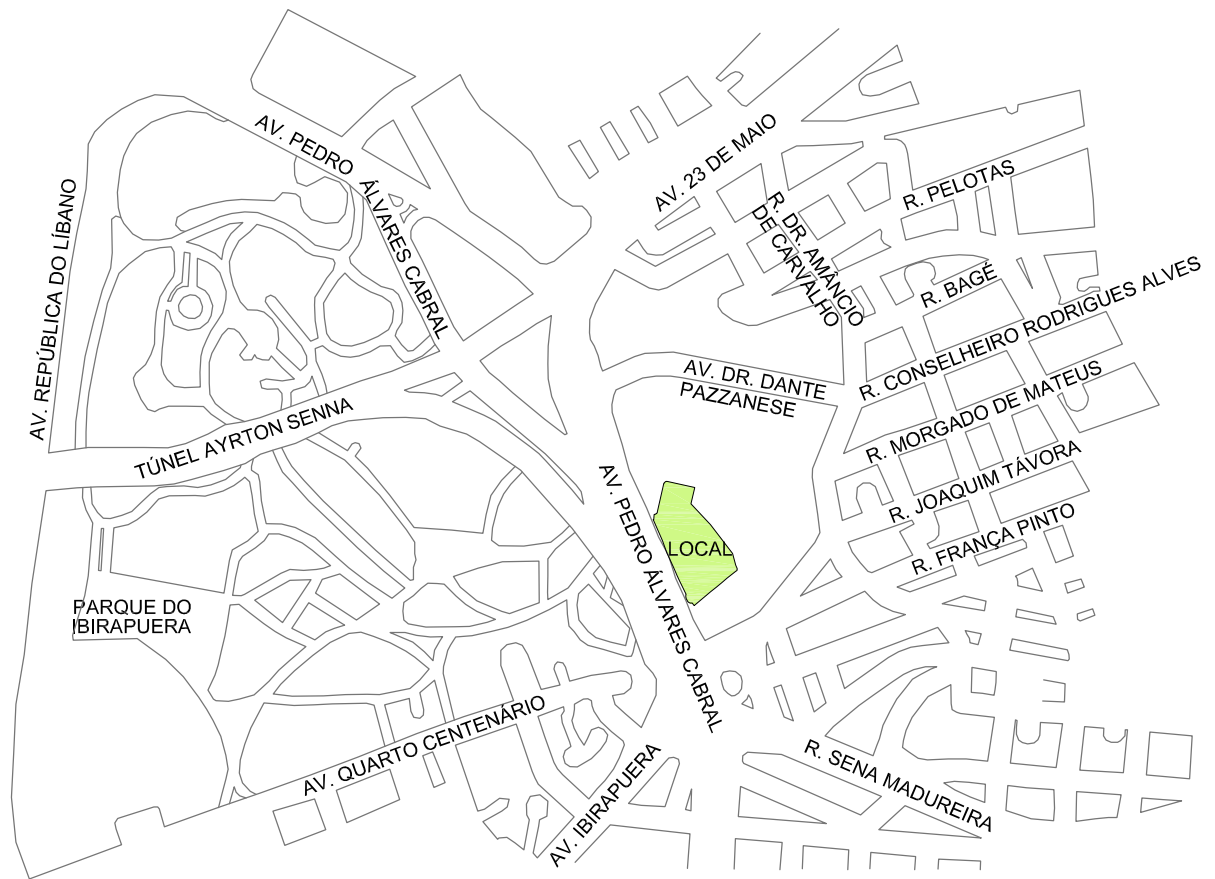 AV. PEDRO
ÁLVARES CABRAL
AV. 23 DE MAIO
R. PELOTAS
R. DR. AMÂNCIO
DE CARVALHO
AV. REPÚBLICA DO LÍBANO
R. BAGÉ
R. CONSELHEIRO RODRIGUES ALVES
AV. DR. DANTE
PAZZANESE
R. MORGADO DE MATEUS
TÚNEL AYRTON SENNA
R. JOAQUIM TÁVORA
AV. PEDRO ÁLVARES CABRAL
LOCAL
R. FRANÇA PINTO
PARQUE DO
IBIRAPUERA
AV. QUARTO CENTENÁRIO
AV. IBIRAPUERA
R. SENA MADUREIRA